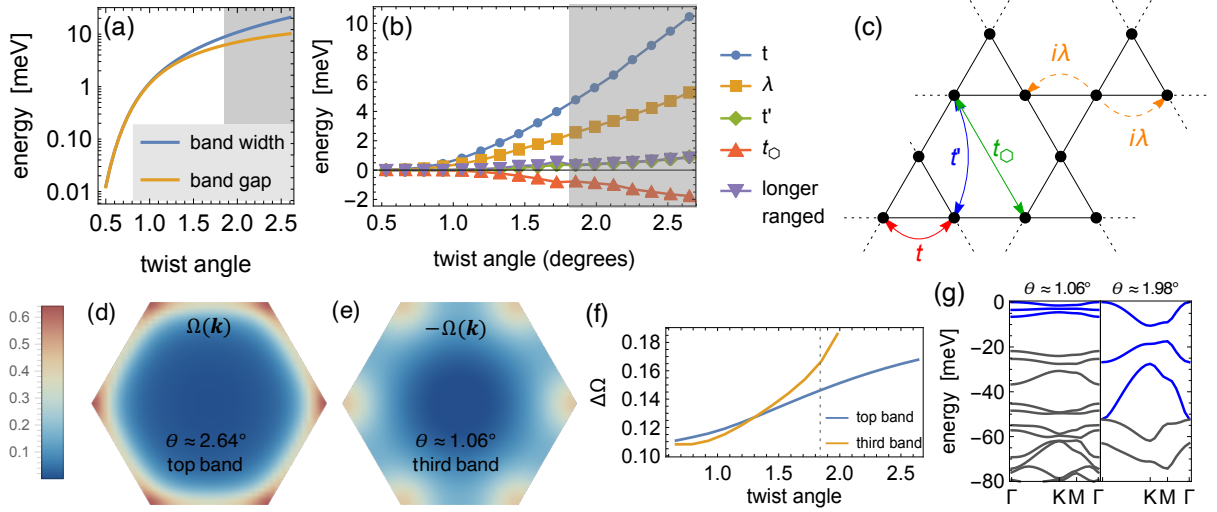 (a)
energy [meV]
10
1
0.10
0.01
band width
band gap
0.5 1.0 1.5 2.0 2.5
twist angle
(b)
energy [meV]
10
8
6
4
2
0
−2
0.5 1.0 1.5 2.0 2.5
twist angle (degrees)
t
λ
t'
t⎔
longer
ranged
(c)
iλ
iλ
t'
t⎔
t
0.6
0.5
0.4
0.3
0.2
0.1
(d)
Ω(k)
θ ≈ 2.64°
top band
(e)
−Ω(k)
θ ≈ 1.06°
third band
(f)
ΔΩ
0.18
0.16
0.14
0.12
0.10
top band
third band
1.0 1.5 2.0 2.5
twist angle
(g)
θ ≈ 1.06° θ ≈ 1.98°
energy [meV]
0
−20
−40
−60
−80
Γ K M Γ K M Γ